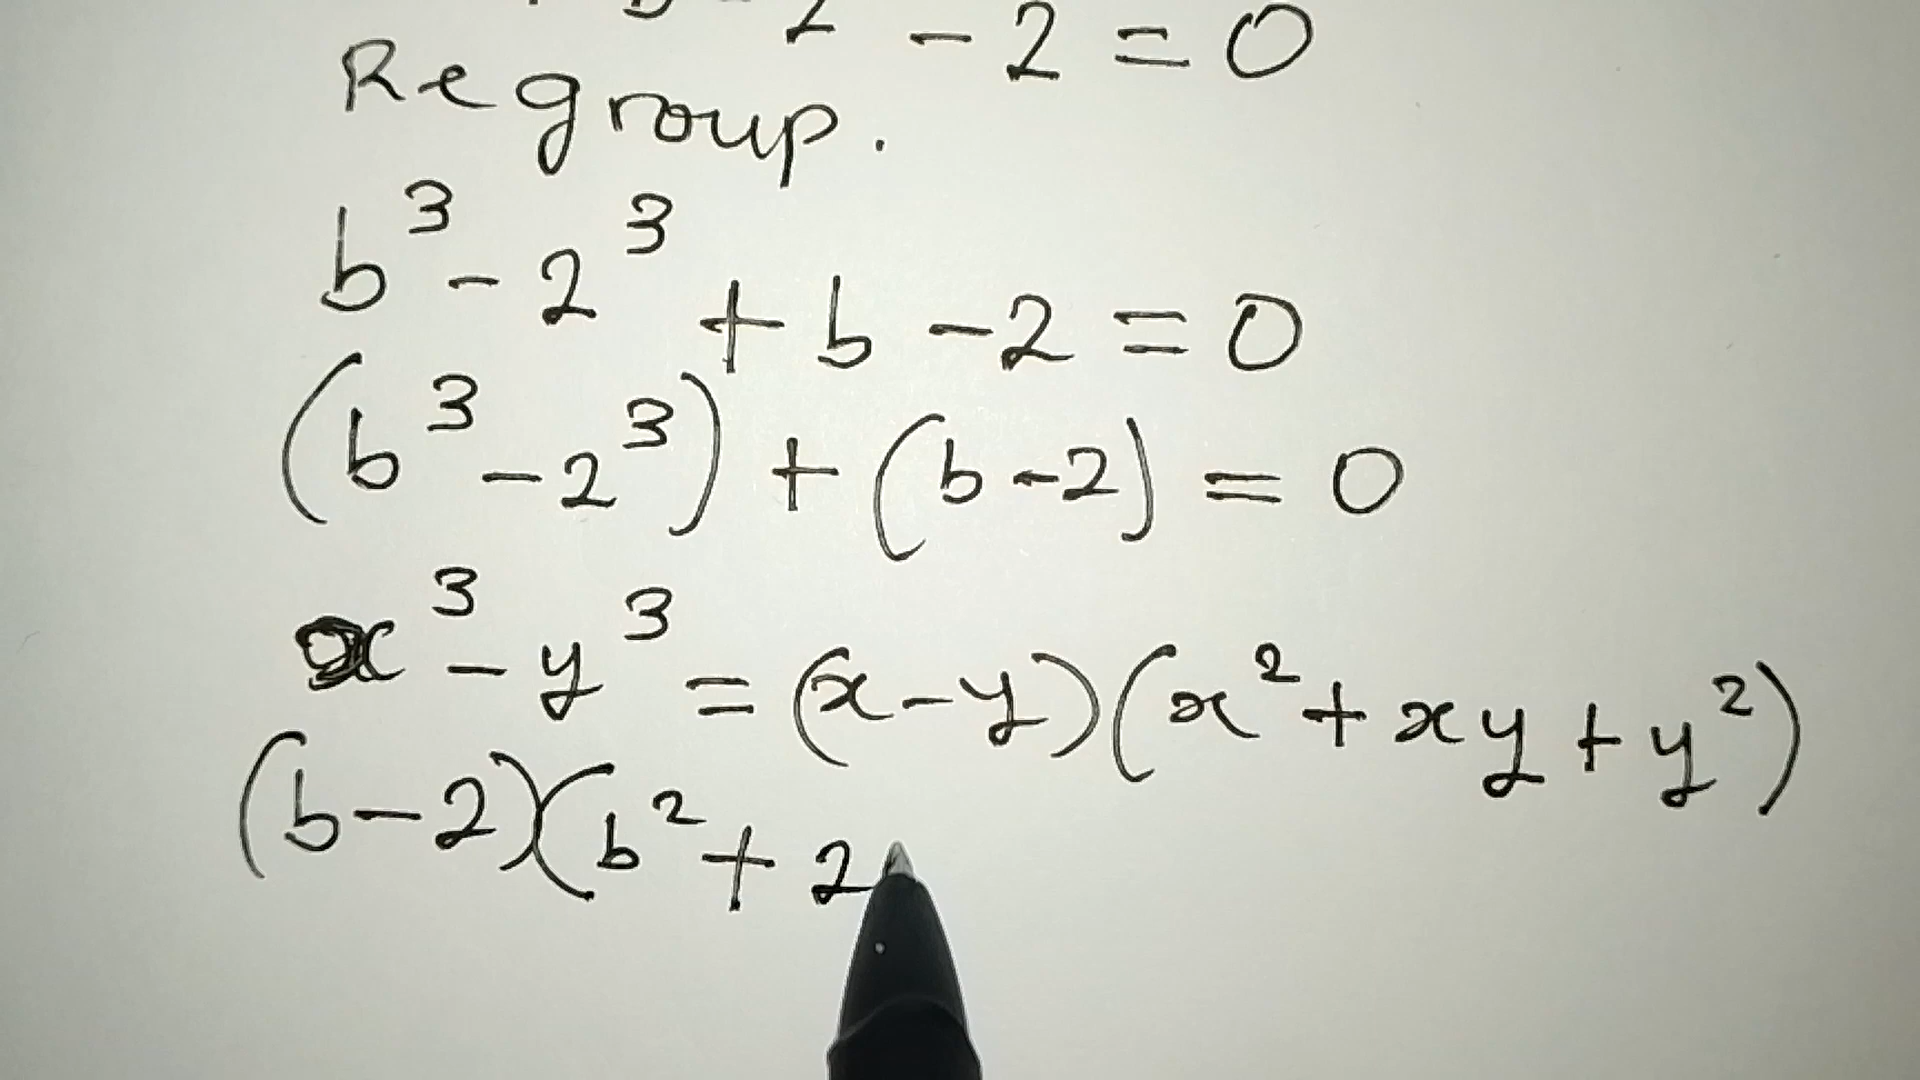 - 2 - 2 = 0
Regroup.
b³ - 2³ + b - 2 = 0
(b³ - 2³) + (b - 2) = 0
x³ - y³ = (x - y)(x² + xy + y²)
(b - 2)(b² + 2